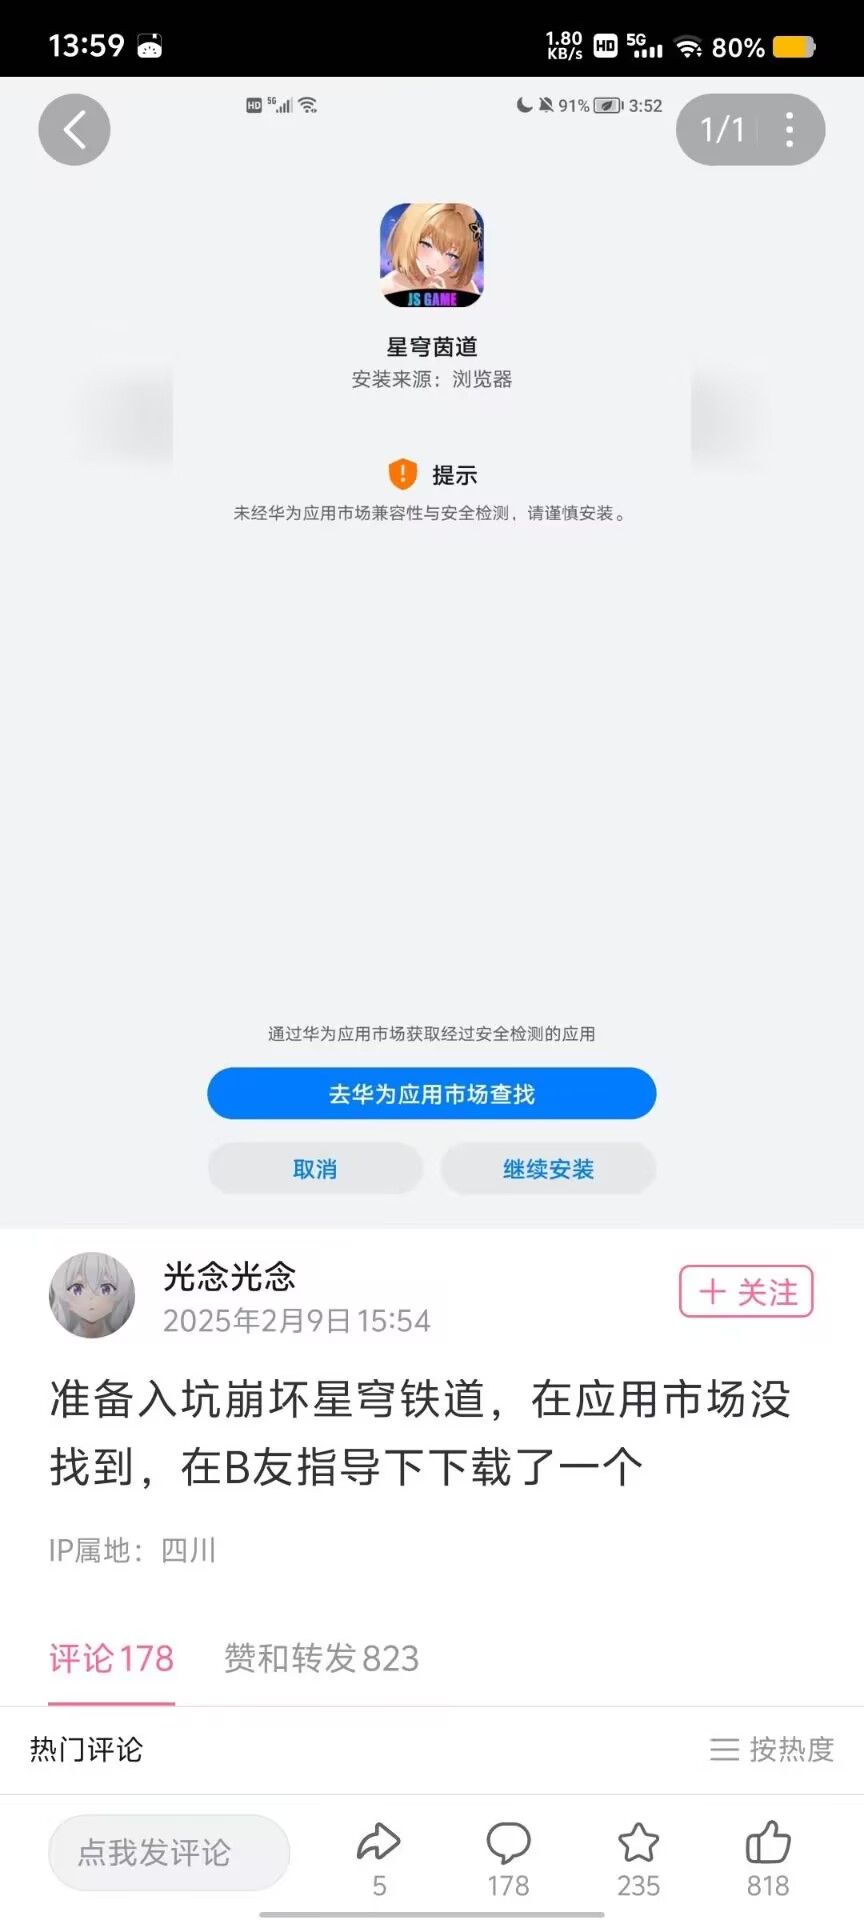 13:59
1.80 KB/s HD 5G 80%
HD 5G 91% 3:52
1/1
JS GAME
星穹茵道
安装来源：浏览器
提示
未经华为应用市场兼容性与安全检测，请谨慎安装。
通过华为应用市场获取经过安全检测的应用
去华为应用市场查找
取消 继续安装
光念光念
2025年2月9日 15:54
+ 关注
准备入坑崩坏星穹铁道，在应用市场没
找到，在B友指导下下载了一个
IP属地：四川
评论 178 赞和转发 823
热门评论 按热度
点我发评论 5 178 235 818